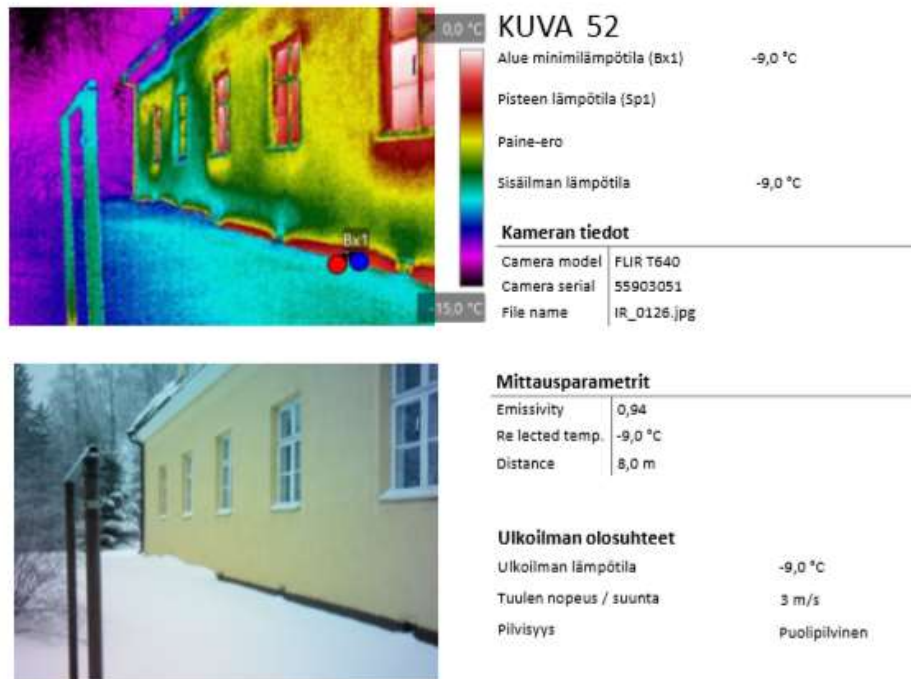 0,0 °C
Bx1
-15,0 °C
KUVA 52
Alue minimilämpötila (Bx1) -9,0 °C
Pisteen lämpötila (Sp1)
Paine-ero
Sisäilman lämpötila -9,0 °C
Kameran tiedot
Camera model FLIR T640
Camera serial 55903051
File name IR_0126.jpg
Mittausparametrit
Emissivity 0,94
Re lected temp. -9,0 °C
Distance 8,0 m
Ulkoilman olosuhteet
Ulkoilman lämpötila -9,0 °C
Tuulen nopeus / suunta 3 m/s
Pilvisyys Puolipilvinen